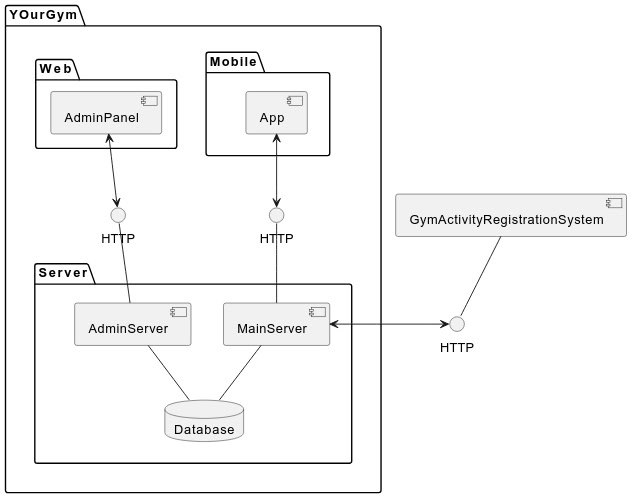 YOurGym
Web
Mobile
AdminPanel
App
GymActivityRegistrationSystem
HTTP
HTTP
Server
AdminServer
MainServer
HTTP
Database